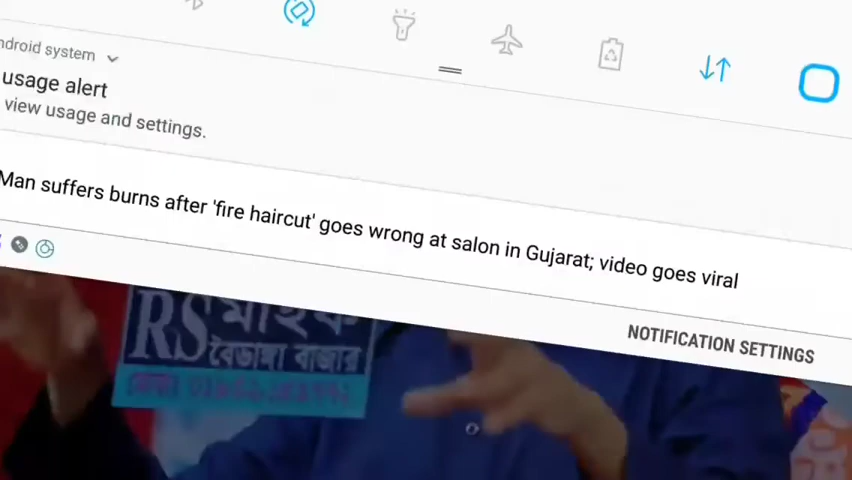 ndroid system
usage alert
view usage and settings.
Man suffers burns after 'fire haircut' goes wrong at salon in Gujarat; video goes viral
NOTIFICATION SETTINGS
RS মাইক
বৈডাঙ্গা বাজার